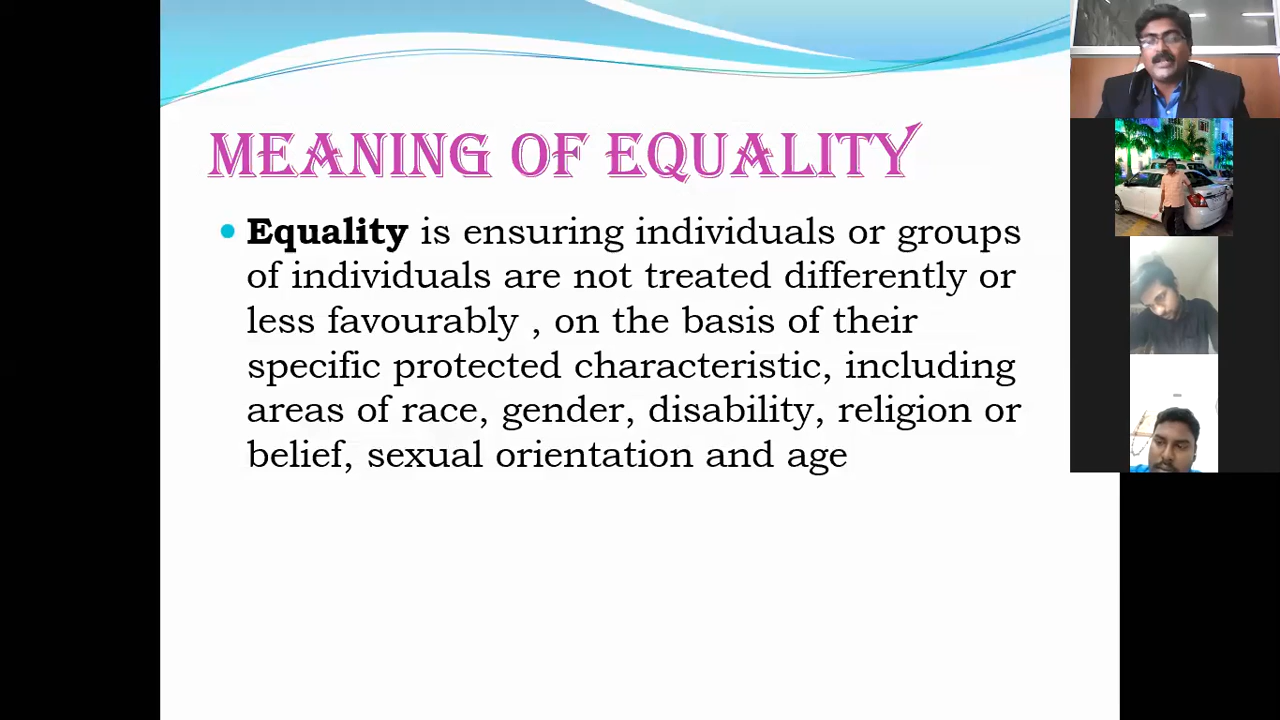 MEANING OF EQUALITY
• Equality is ensuring individuals or groups
of individuals are not treated differently or
less favourably , on the basis of their
specific protected characteristic, including
areas of race, gender, disability, religion or
belief, sexual orientation and age